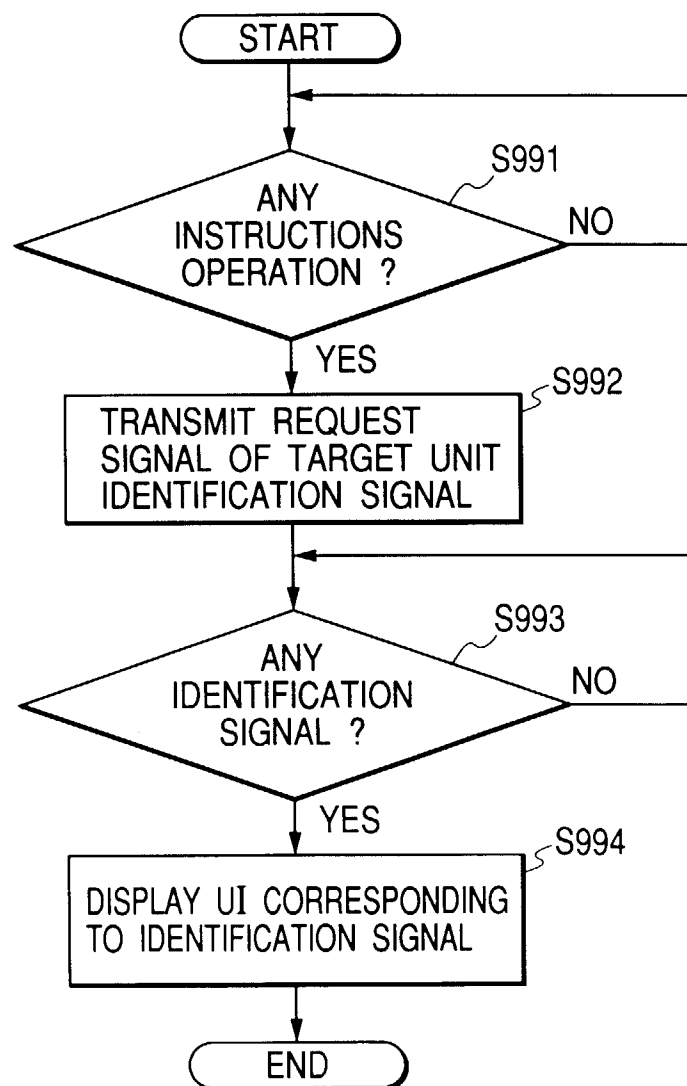 START
S991
ANY
INSTRUCTIONS
OPERATION ?
NO
YES
S992
TRANSMIT REQUEST
SIGNAL OF TARGET UNIT
IDENTIFICATION SIGNAL
S993
ANY
IDENTIFICATION
SIGNAL ?
NO
YES
S994
DISPLAY UI CORRESPONDING
TO IDENTIFICATION SIGNAL
END